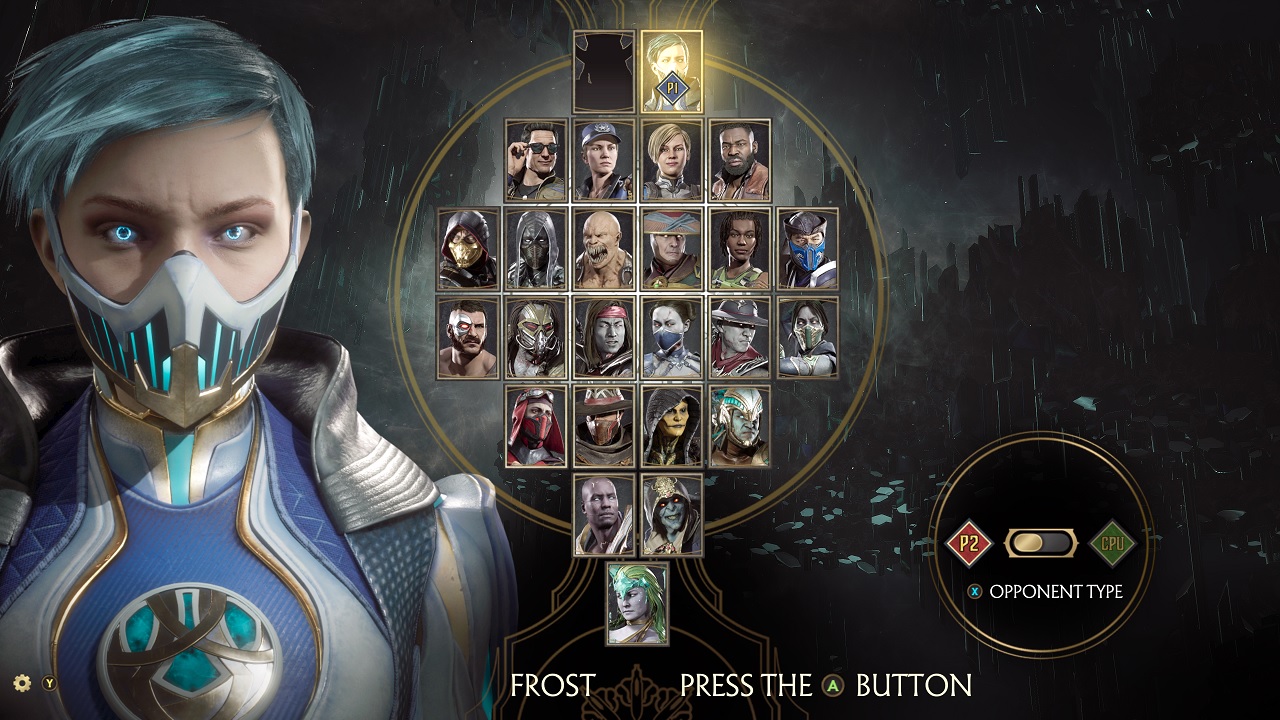 P1
P2
CPU
X OPPONENT TYPE
Y
FROST
PRESS THE A BUTTON